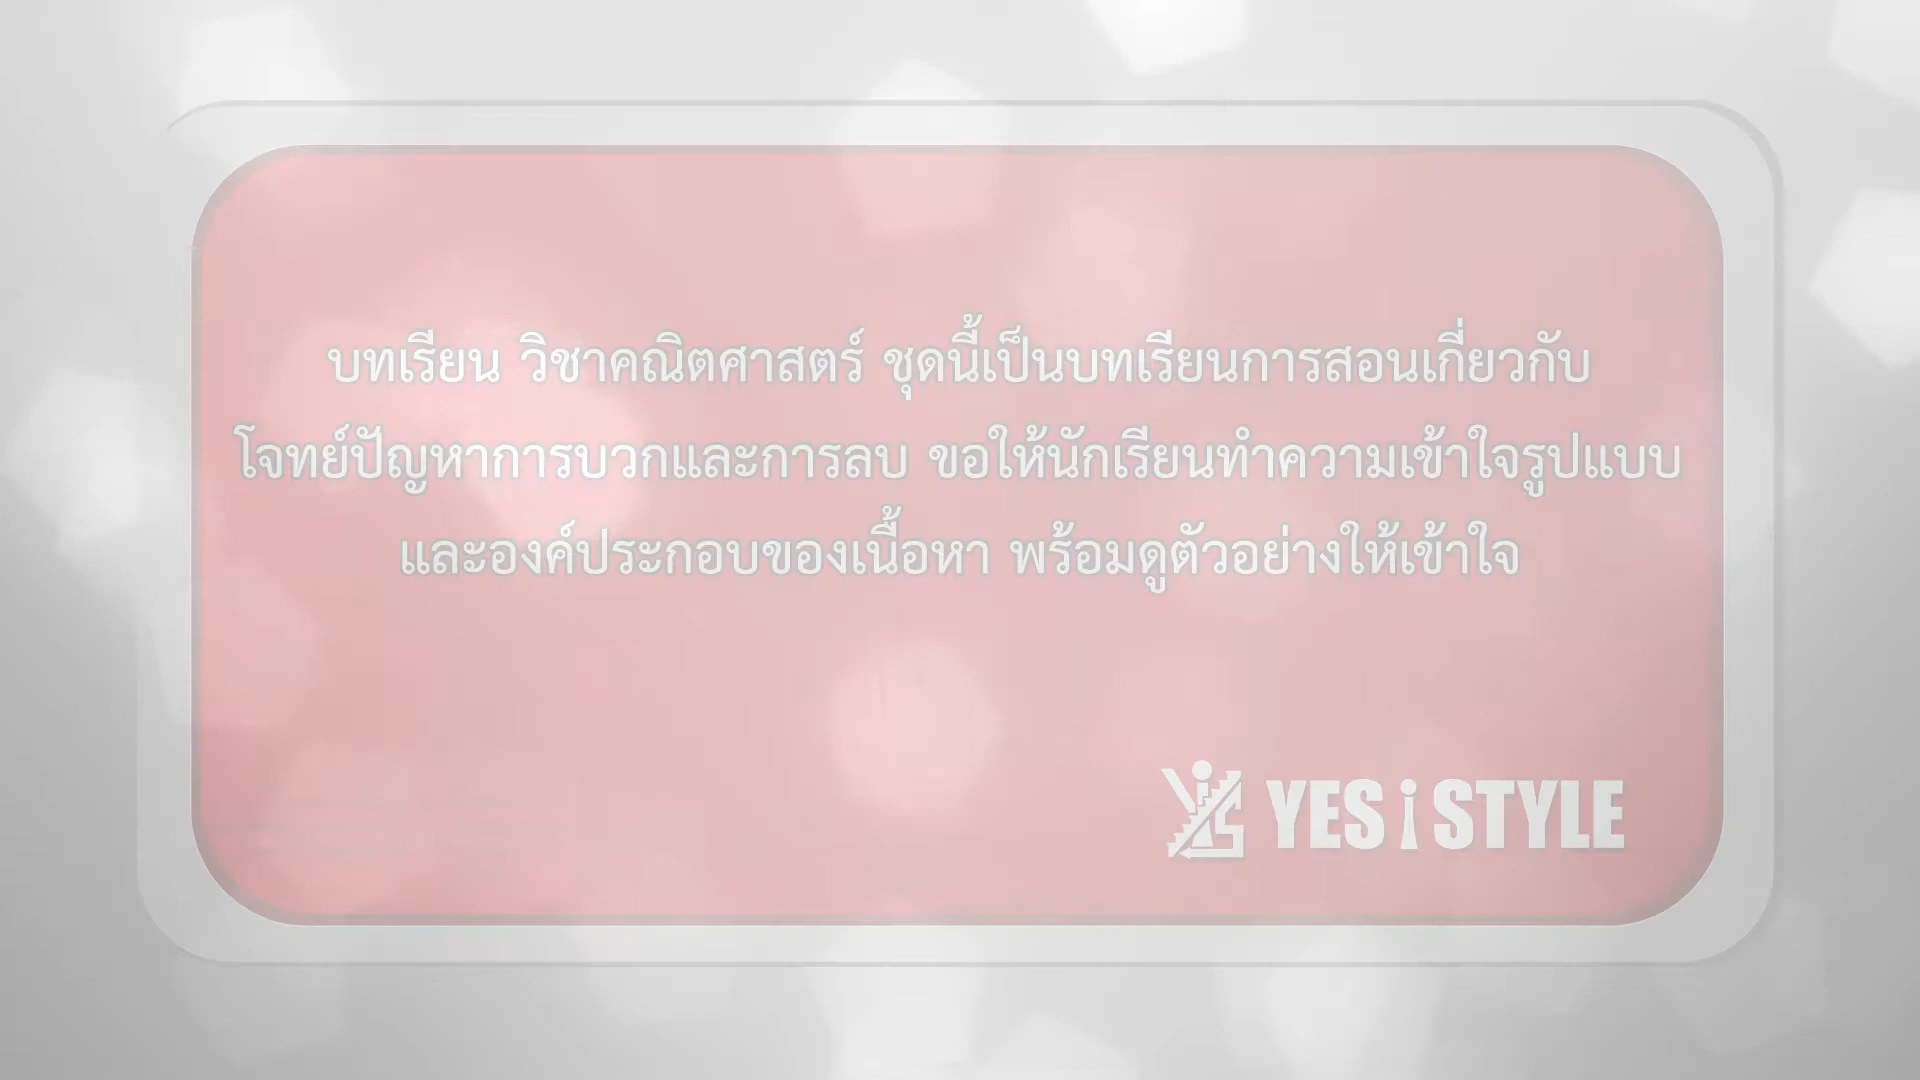 บทเรียน วิชาคณิตศาสตร์ ชุดนี้เป็นบทเรียนการสอนเกี่ยวกับ
โจทย์ปัญหาการบวกและการลบ ขอให้นักเรียนทำความเข้าใจรูปแบบ
และองค์ประกอบของเนื้อหา พร้อมดูตัวอย่างให้เข้าใจ
YES i STYLE